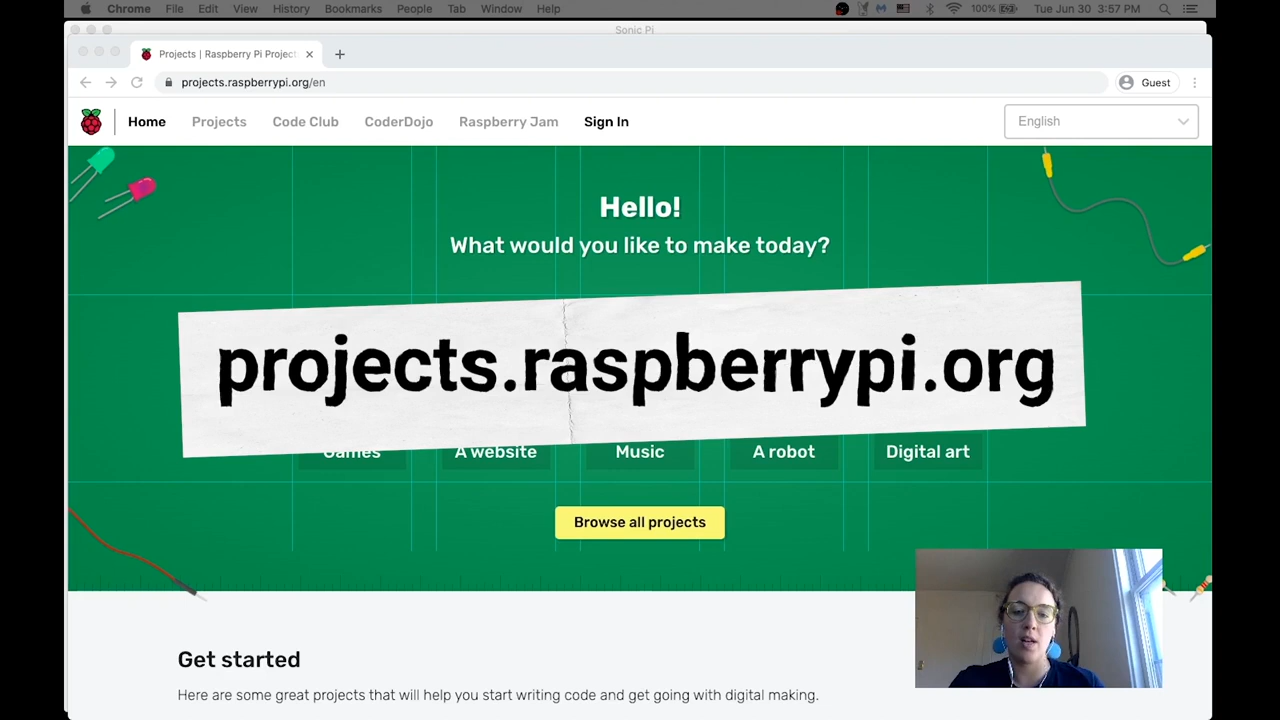 Chrome File Edit View History Bookmarks People Tab Window Help 100% Tue Jun 30 3:57 PM
Sonic Pi
Projects | Raspberry Pi Project
projects.raspberrypi.org/en
Guest
Home Projects Code Club CoderDojo Raspberry Jam Sign In English
Hello!
What would you like to make today?
projects.raspberrypi.org
Games A website Music A robot Digital art
Browse all projects
Get started
Here are some great projects that will help you start writing code and get going with digital making.